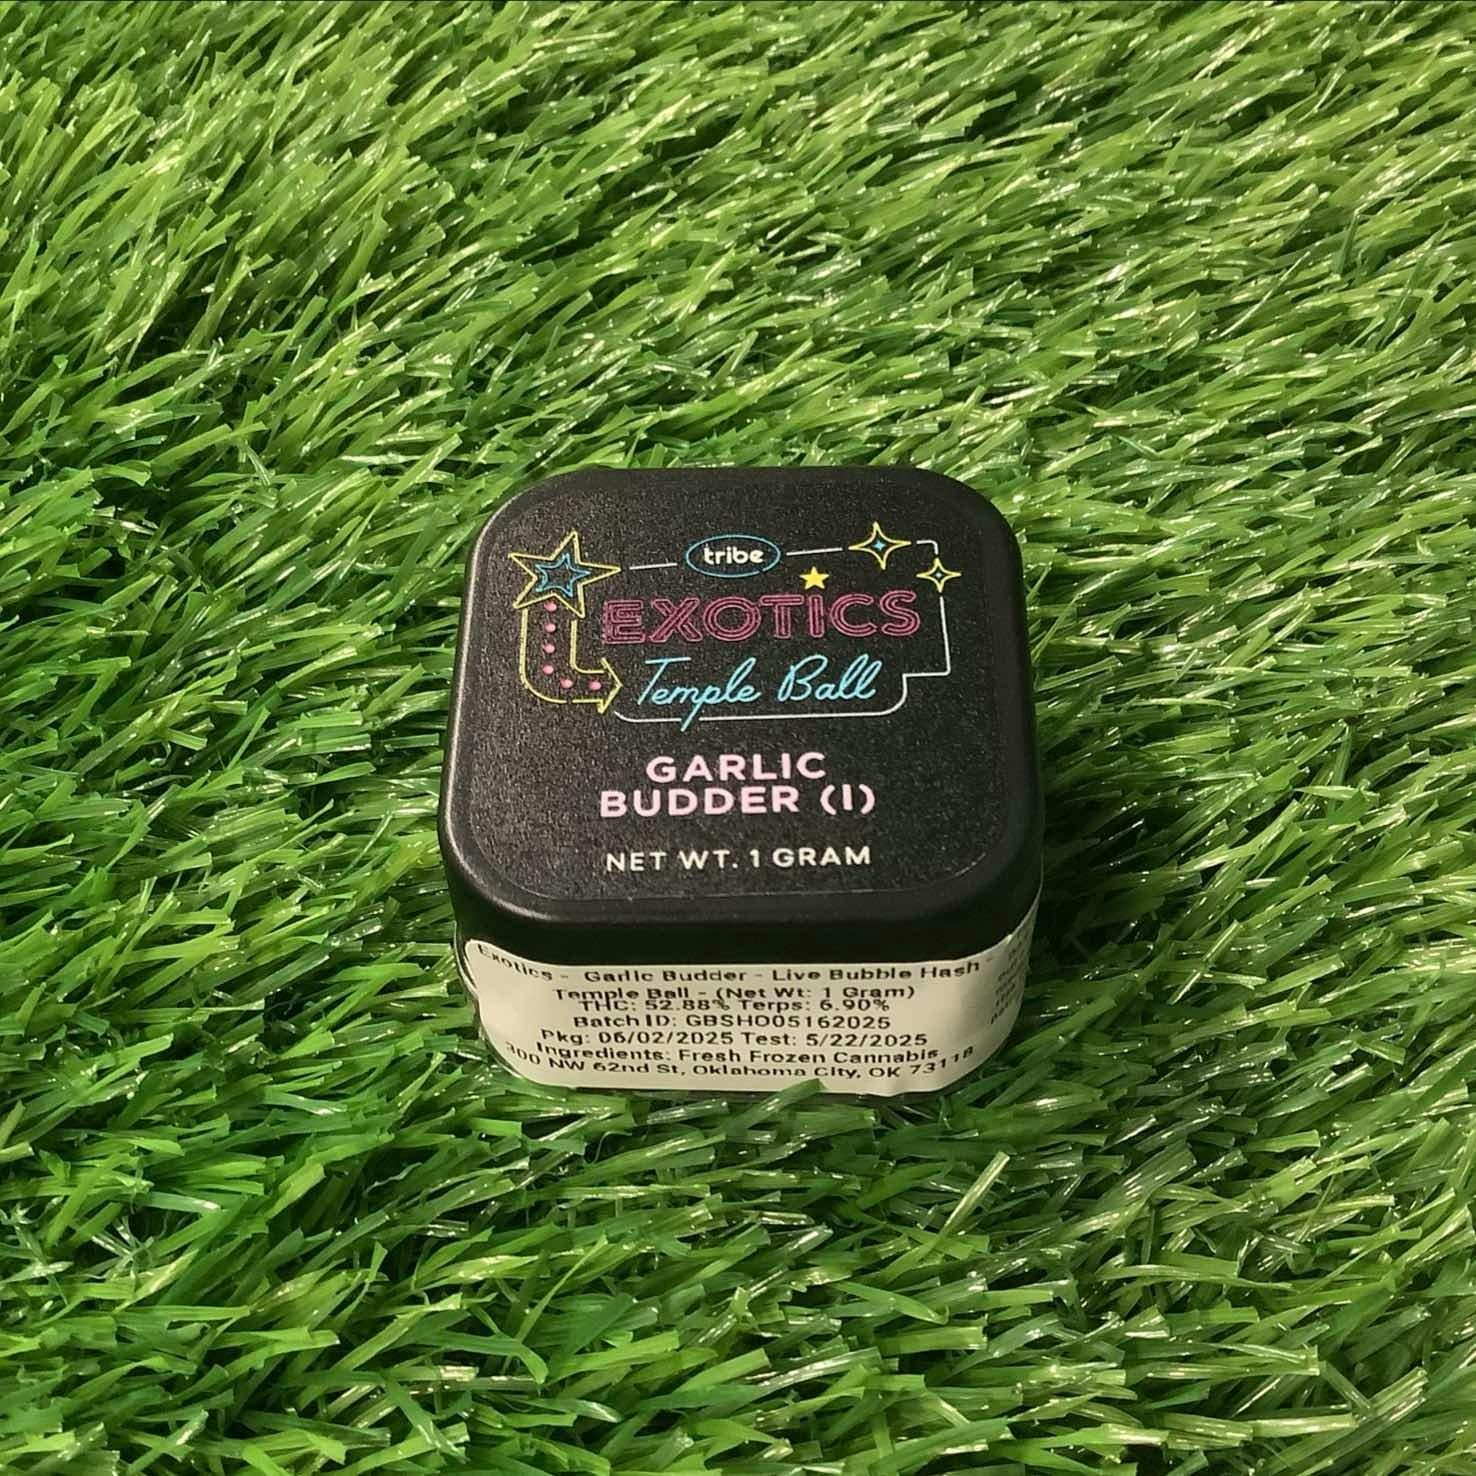 tribe
EXOTICS
Temple Ball
GARLIC
BUDDER (I)
NET WT. 1 GRAM
Exotics - Garlic Budder - Live Bubble Hash -
Temple Ball - (Net Wt: 1 Gram)
THC: 52.88% Terps: 6.90%
Batch ID: GBSHO05162025
Pkg: 06/02/2025 Test: 5/22/2025
Ingredients: Fresh Frozen Cannabis
300 NW 62nd St, Oklahoma City, OK 73118